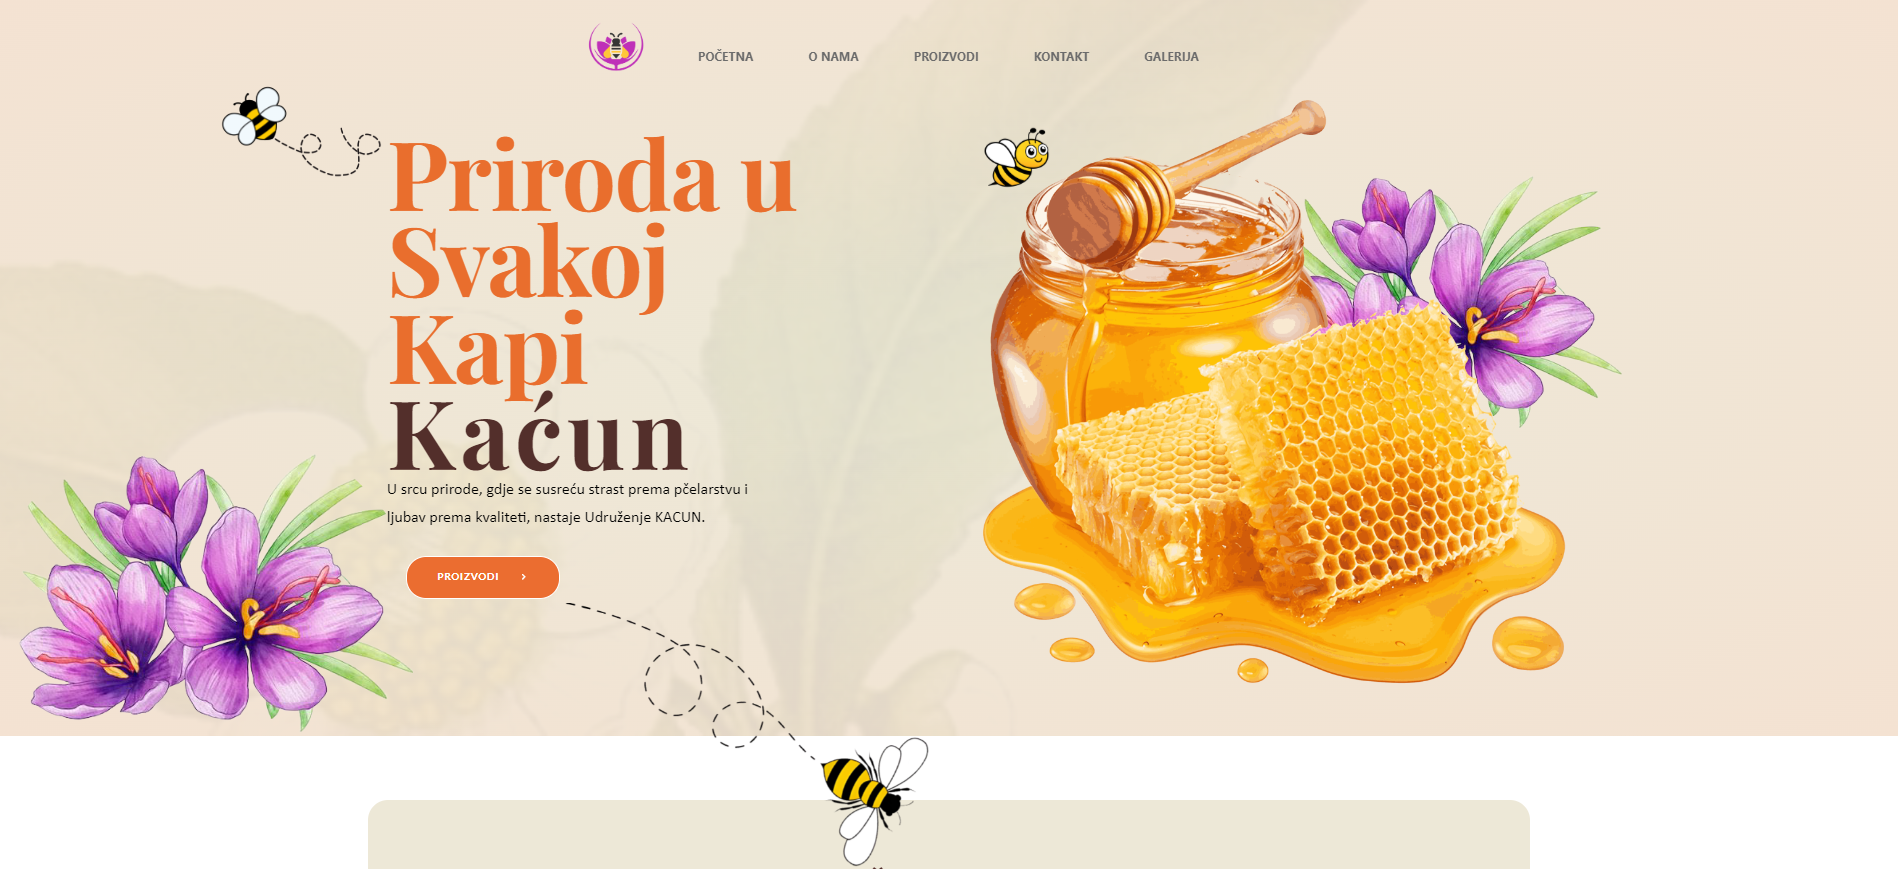 POČETNA O NAMA PROIZVODI KONTAKT GALERIJA
Priroda u
Svakoj
Kapi
Kaćun
U srcu prirode, gdje se susreću strast prema pčelarstvu i
ljubav prema kvaliteti, nastaje Udruženje KACUN.
PROIZVODI